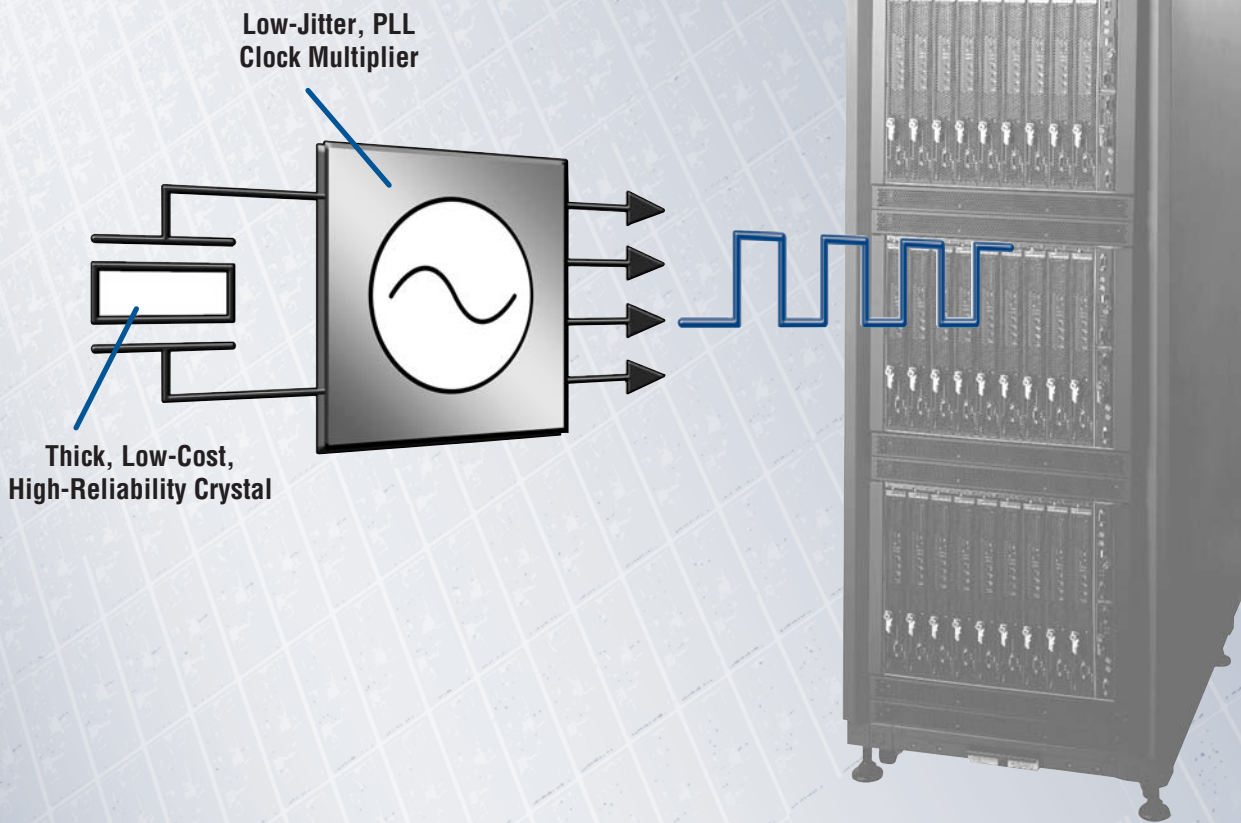 Low-Jitter, PLL
Clock Multiplier
Thick, Low-Cost,
High-Reliability Crystal